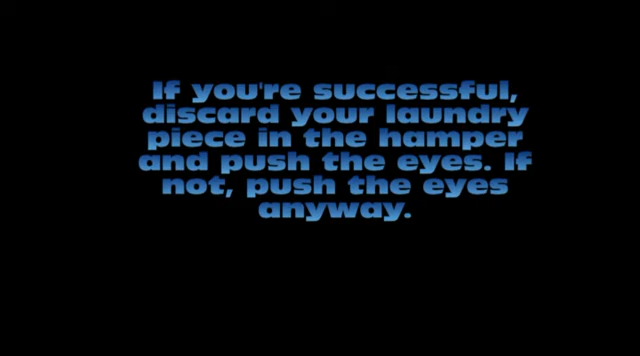 If you're successful,
discard your laundry
piece in the hamper
and push the eyes. If
not, push the eyes
anyway.